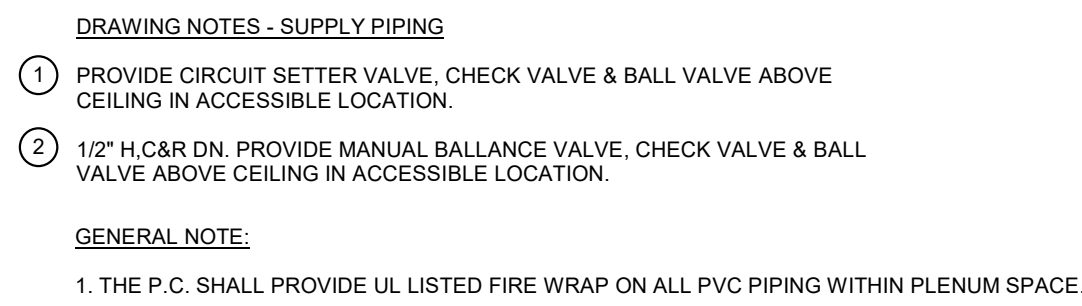 DRAWING NOTES - SUPPLY PIPING
1 PROVIDE CIRCUIT SETTER VALVE, CHECK VALVE & BALL VALVE ABOVE
CEILING IN ACCESSIBLE LOCATION.
2 1/2" H,C&R DN. PROVIDE MANUAL BALLANCE VALVE, CHECK VALVE & BALL
VALVE ABOVE CEILING IN ACCESSIBLE LOCATION.
GENERAL NOTE:
1. THE P.C. SHALL PROVIDE UL LISTED FIRE WRAP ON ALL PVC PIPING WITHIN PLENUM SPACE.